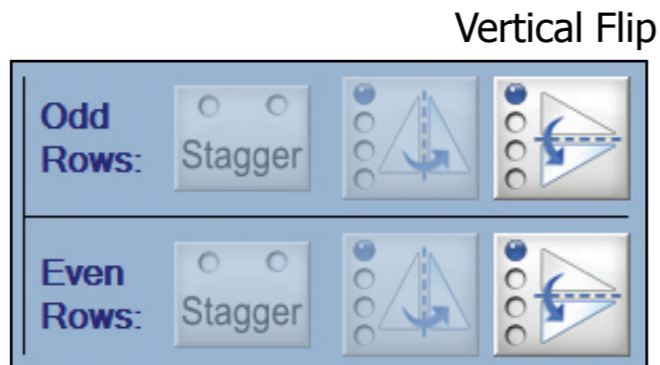 Vertical Flip
Odd
Rows:
Stagger
Even
Rows:
Stagger